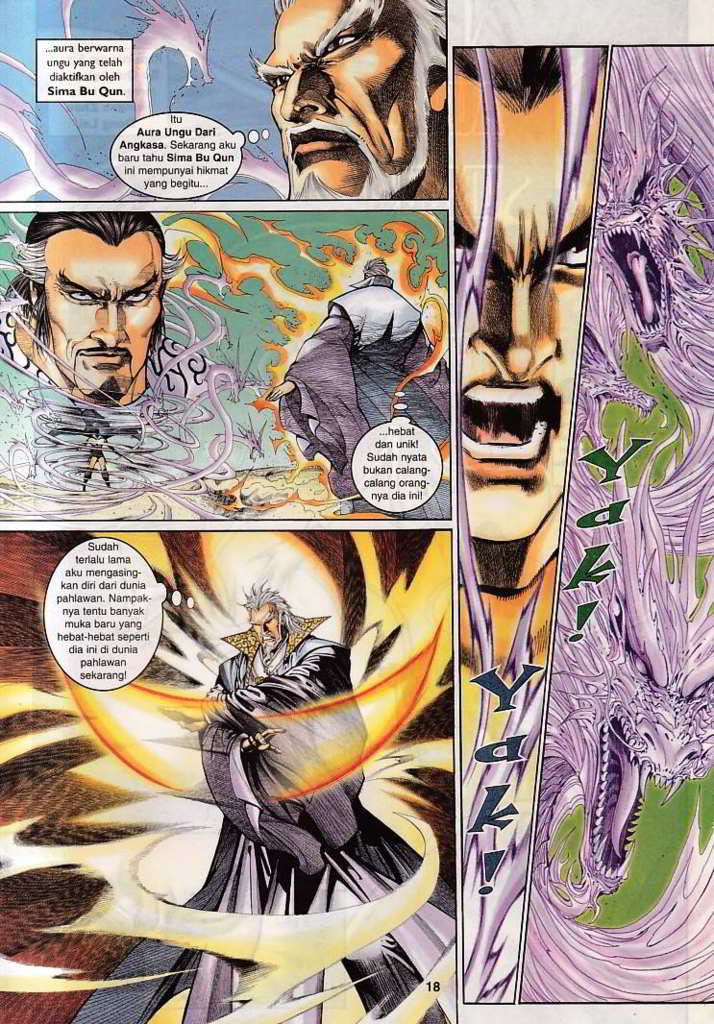 ...aura berwarna
ungu yang telah
diaktifkan oleh
Sima Bu Qun.
Itu
Aura Ungu Dari
Angkasa. Sekarang aku
baru tahu Sima Bu Qun
ini mempunyai hikmat
yang begitu...
...hebat
dan unik!
Sudah nyata
bukan calang-
calang orang-
nya dia ini!
Sudah
terlalu lama
aku mengasing-
kan diri dari dunia
pahlawan. Nampak-
nya tentu banyak
muka baru yang
hebat-hebat seperti
dia ini di dunia
pahlawan
sekarang!
Yak!
Yak!
18